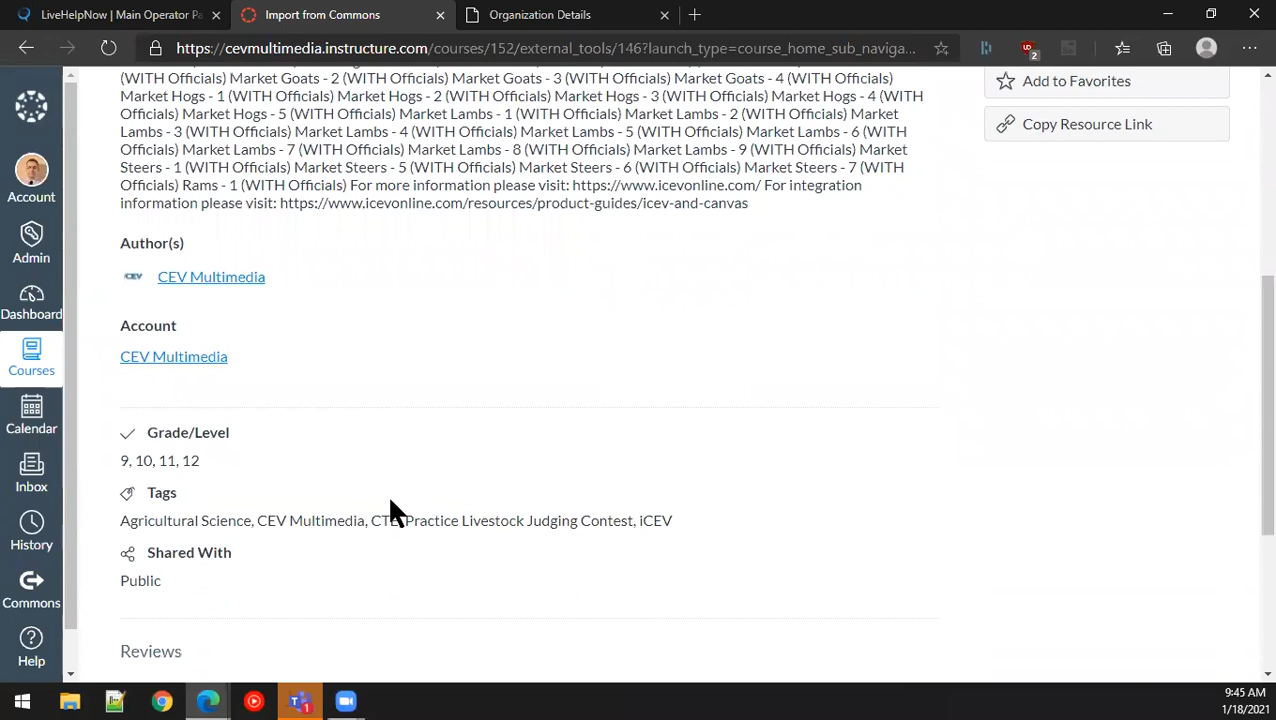 LiveHelpNow | Main Operator Pa
Import from Commons
Organization Details
https://cevmultimedia.instructure.com/courses/152/external_tools/146?launch_type=course_home_sub_naviga...
2
(WITH Officials) Market Goats - 2 (WITH Officials) Market Goats - 3 (WITH Officials) Market Goats - 4 (WITH Officials)
Market Hogs - 1 (WITH Officials) Market Hogs - 2 (WITH Officials) Market Hogs - 3 (WITH Officials) Market Hogs - 4 (WITH
Officials) Market Hogs - 5 (WITH Officials) Market Lambs - 1 (WITH Officials) Market Lambs - 2 (WITH Officials) Market
Lambs - 3 (WITH Officials) Market Lambs - 4 (WITH Officials) Market Lambs - 5 (WITH Officials) Market Lambs - 6 (WITH
Officials) Market Lambs - 7 (WITH Officials) Market Lambs - 8 (WITH Officials) Market Lambs - 9 (WITH Officials) Market
Steers - 1 (WITH Officials) Market Steers - 5 (WITH Officials) Market Steers - 6 (WITH Officials) Market Steers - 7 (WITH
Officials) Rams - 1 (WITH Officials) For more information please visit: https://www.icevonline.com/ For integration
information please visit: https://www.icevonline.com/resources/product-guides/icev-and-canvas
Author(s)
CEV CEV Multimedia
Account
CEV Multimedia
Grade/Level
9, 10, 11, 12
Tags
Agricultural Science, CEV Multimedia, CTE, Practice Livestock Judging Contest, iCEV
Shared With
Public
Reviews
Add to Favorites
Copy Resource Link
Account
Admin
Dashboard
Courses
Calendar
Inbox
History
Commons
Help
1
9:45 AM
1/18/2021